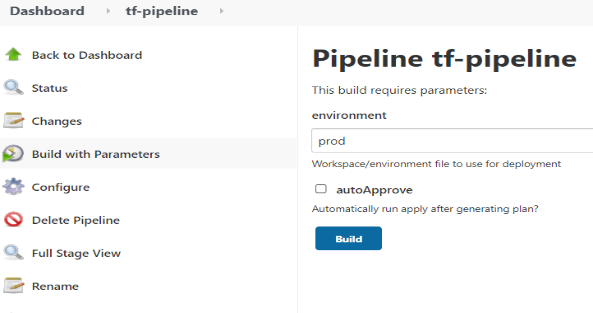 Dashboard tf-pipeline
Back to Dashboard
Status
Changes
Build with Parameters
Configure
Delete Pipeline
Full Stage View
Rename
Pipeline tf-pipeline
This build requires parameters:
environment
prod
Workspace/environment file to use for deployment
autoApprove
Automatically run apply after generating plan?
Build